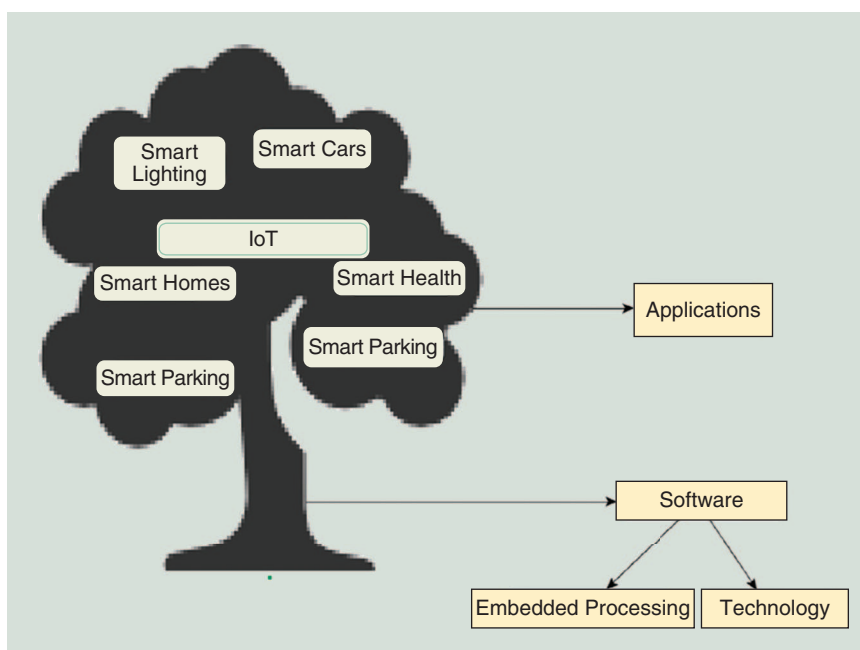 Smart
Lighting
Smart Cars
IoT
Smart Homes
Smart Health
Applications
Smart Parking
Smart Parking
Software
Embedded Processing
Technology